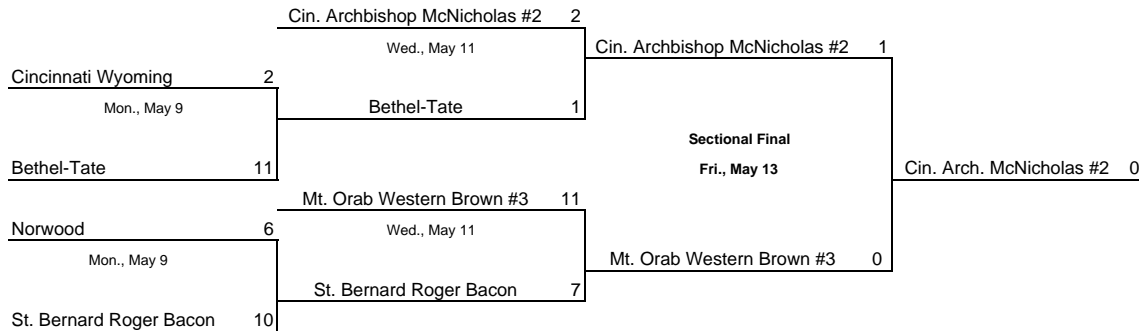 Cin. Archbishop McNicholas #2 2
Wed., May 11
Cin. Archbishop McNicholas #2 1
Cincinnati Wyoming 2
Mon., May 9
Bethel-Tate 1
Sectional Final
Bethel-Tate 11
Fri., May 13
Cin. Arch. McNicholas #2 0
Mt. Orab Western Brown #3 11
Norwood 6
Wed., May 11
Mon., May 9
Mt. Orab Western Brown #3 0
St. Bernard Roger Bacon 7
St. Bernard Roger Bacon 10